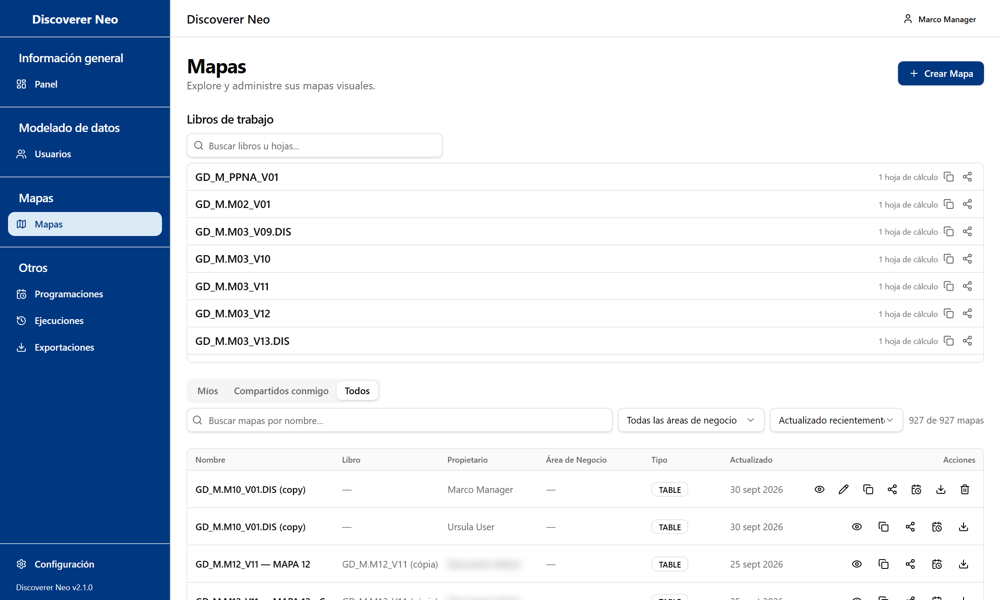 Discoverer Neo
Información general
Panel
Modelado de datos
Usuarios
Mapas
Mapas
Otros
Programaciones
Ejecuciones
Exportaciones
Configuración
Discoverer Neo v2.1.0
Discoverer Neo
Marco Manager
Mapas
Explore y administre sus mapas visuales.
Crear Mapa
Libros de trabajo
Buscar libros u hojas...
GD_M_PPNA_V01 1 hoja de cálculo
GD_M.M02_V01 1 hoja de cálculo
GD_M.M03_V09.DIS 1 hoja de cálculo
GD_M.M03_V10 1 hoja de cálculo
GD_M.M03_V11 1 hoja de cálculo
GD_M.M03_V12 1 hoja de cálculo
GD_M.M03_V13.DIS 1 hoja de cálculo
Míos Compartidos conmigo Todos
Buscar mapas por nombre... Todas las áreas de negocio Actualizado recientement 927 de 927 mapas
Nombre Libro Propietario Área de Negocio Tipo Actualizado Acciones
GD_M.M10_V01.DIS (copy) — Marco Manager — TABLE 30 sept 2026
GD_M.M10_V01.DIS (copy) — Ursula User — TABLE 30 sept 2026
GD_M.M12_V11 — MAPA 12 GD_M.M12_V11 (cópia) — TABLE 25 sept 2026